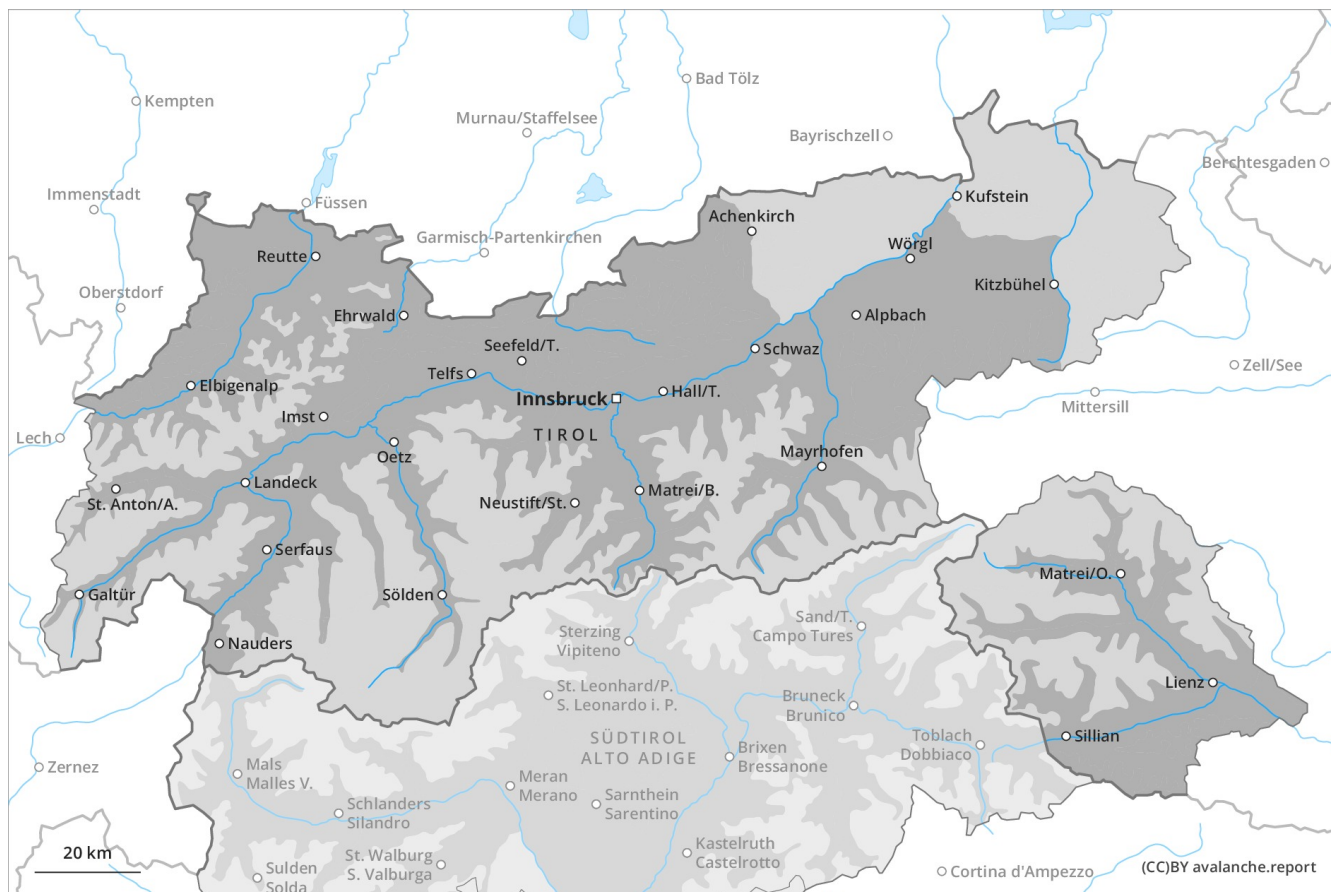 Kempten
Bad Tölz
Murnau/Staffelsee
Bayrischzell
Berchtesgaden
Immenstadt
Füssen
Kufstein
Achenkirch
Garmisch-Partenkirchen
Reutte
Wörgl
Oberstdorf
Kitzbühel
Ehrwald
Alpbach
Seefeld/T.
Schwaz
Zell/See
Telfs
Elbigenalp
Innsbruck
Hall/T.
Mittersill
Imst
Lech
TIROL
Oetz
Mayrhofen
Landeck
St. Anton/A.
Neustift/St.
Matrei/B.
Serfaus
Matrei/O.
Galtür
Sölden
Sand/T.
Campo Tures
Sterzing
Vipiteno
Nauders
St. Leonhard/P.
S. Leonardo i. P.
Bruneck
Brunico
Lienz
SÜDTIROL
ALTO ADIGE
Toblach
Dobbiaco
Sillian
Brixen
Bressanone
Zernez
Mals
Malles V.
Meran
Merano
Sarnthein
Sarentino
Schlanders
Silandro
20 km
St. Walburg
S. Valburga
Kastelruth
Castelrotto
Sulden
Solda
Cortina d'Ampezzo
(CC)BY avalanche.report